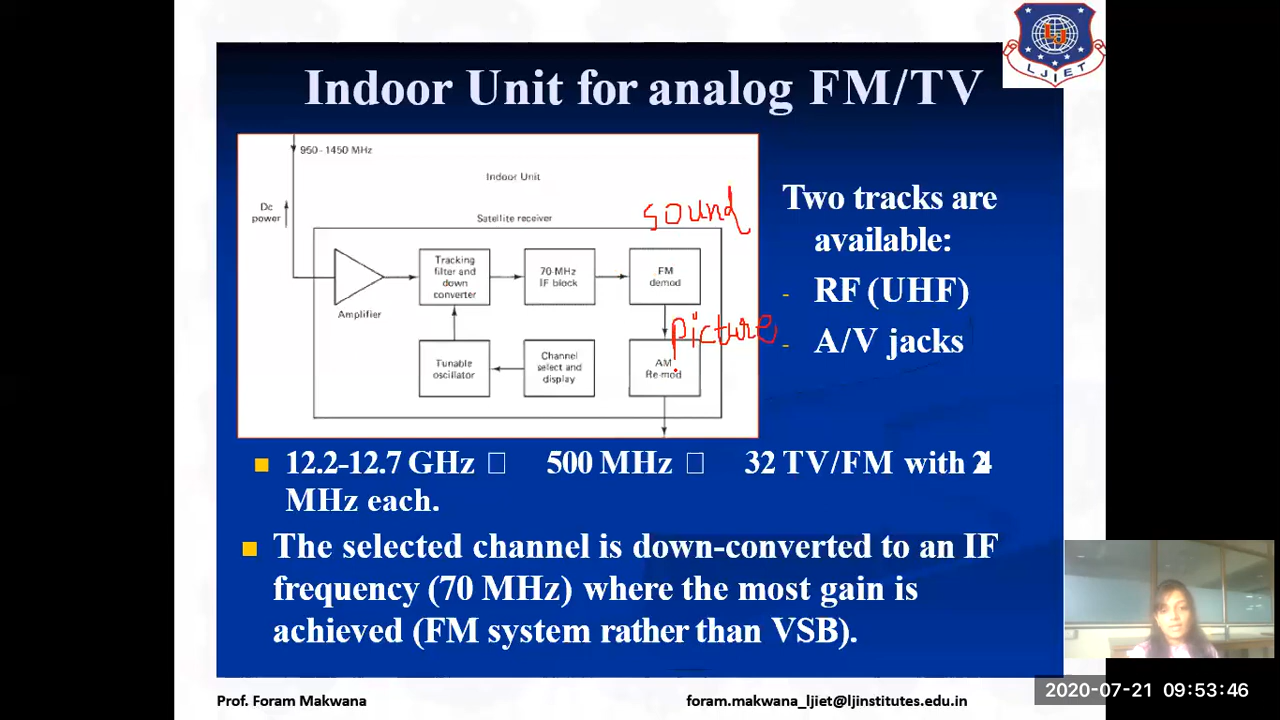 LJIET
Indoor Unit for analog FM/TV
950-1450 MHz
Indoor Unit
Dc
power
Satellite receiver
sound
Tracking
filter and
down
converter
70-MHz
IF block
FM
demod
Amplifier
picture
Tunable
oscillator
Channel
select and
display
AM
Re-mod
Two tracks are
available:
- RF (UHF)
- A/V jacks
12.2-12.7 GHz 500 MHz 32 TV/FM with 24
MHz each.
The selected channel is down-converted to an IF
frequency (70 MHz) where the most gain is
achieved (FM system rather than VSB).
Prof. Foram Makwana
foram.makwana_ljiet@ljinstitutes.edu.in
2020-07-21 09:53:46